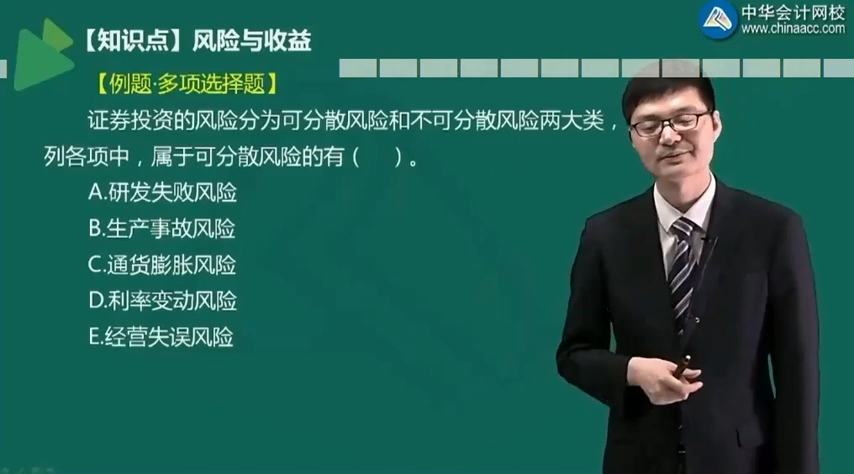 中华会计网校
www.chinaacc.com
【知识点】风险与收益
【例题·多项选择题】
证券投资的风险分为可分散风险和不可分散风险两大类，
列各项中，属于可分散风险的有（ ）。
A.研发失败风险
B.生产事故风险
C.通货膨胀风险
D.利率变动风险
E.经营失误风险